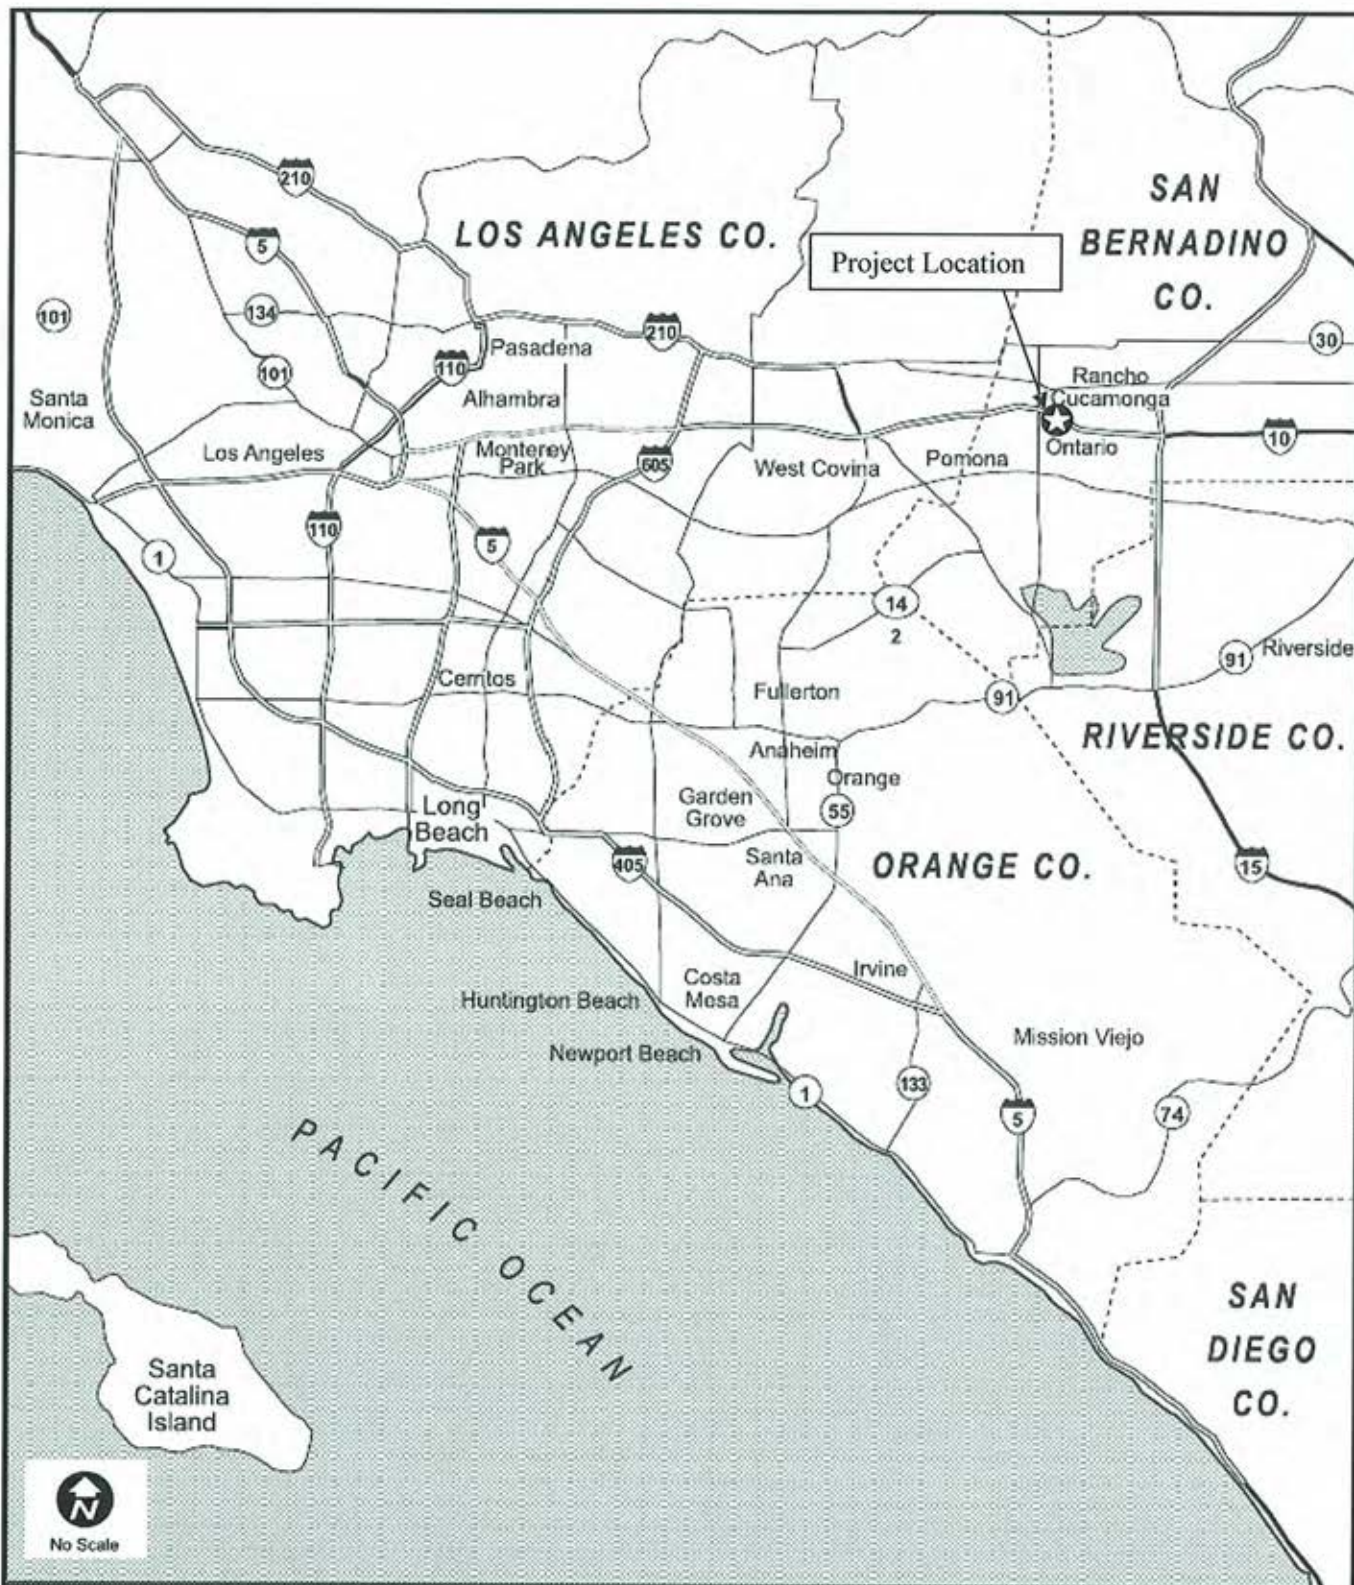 210
SAN
BERNADINO
CO.
LOS ANGELES CO.
5
Project Location
101
134
210
30
Pasadena
110
101
Rancho
Cucamonga
Santa
Monica
Alhambra
Los Angeles
Monterey
Park
605
West Covina
Pomona
Ontario
10
110
5
1
14
2
91
Riverside
Cerritos
Fullerton
91
RIVERSIDE CO.
Anaheim
Orange
Long
Beach
Garden
Grove
55
405
Santa
Ana
ORANGE CO.
15
Seal Beach
Irvine
Costa
Mesa
Huntington Beach
Mission Viejo
Newport Beach
1
133
5
74
PACIFIC OCEAN
SAN
DIEGO
CO.
Santa
Catalina
Island
N
No Scale